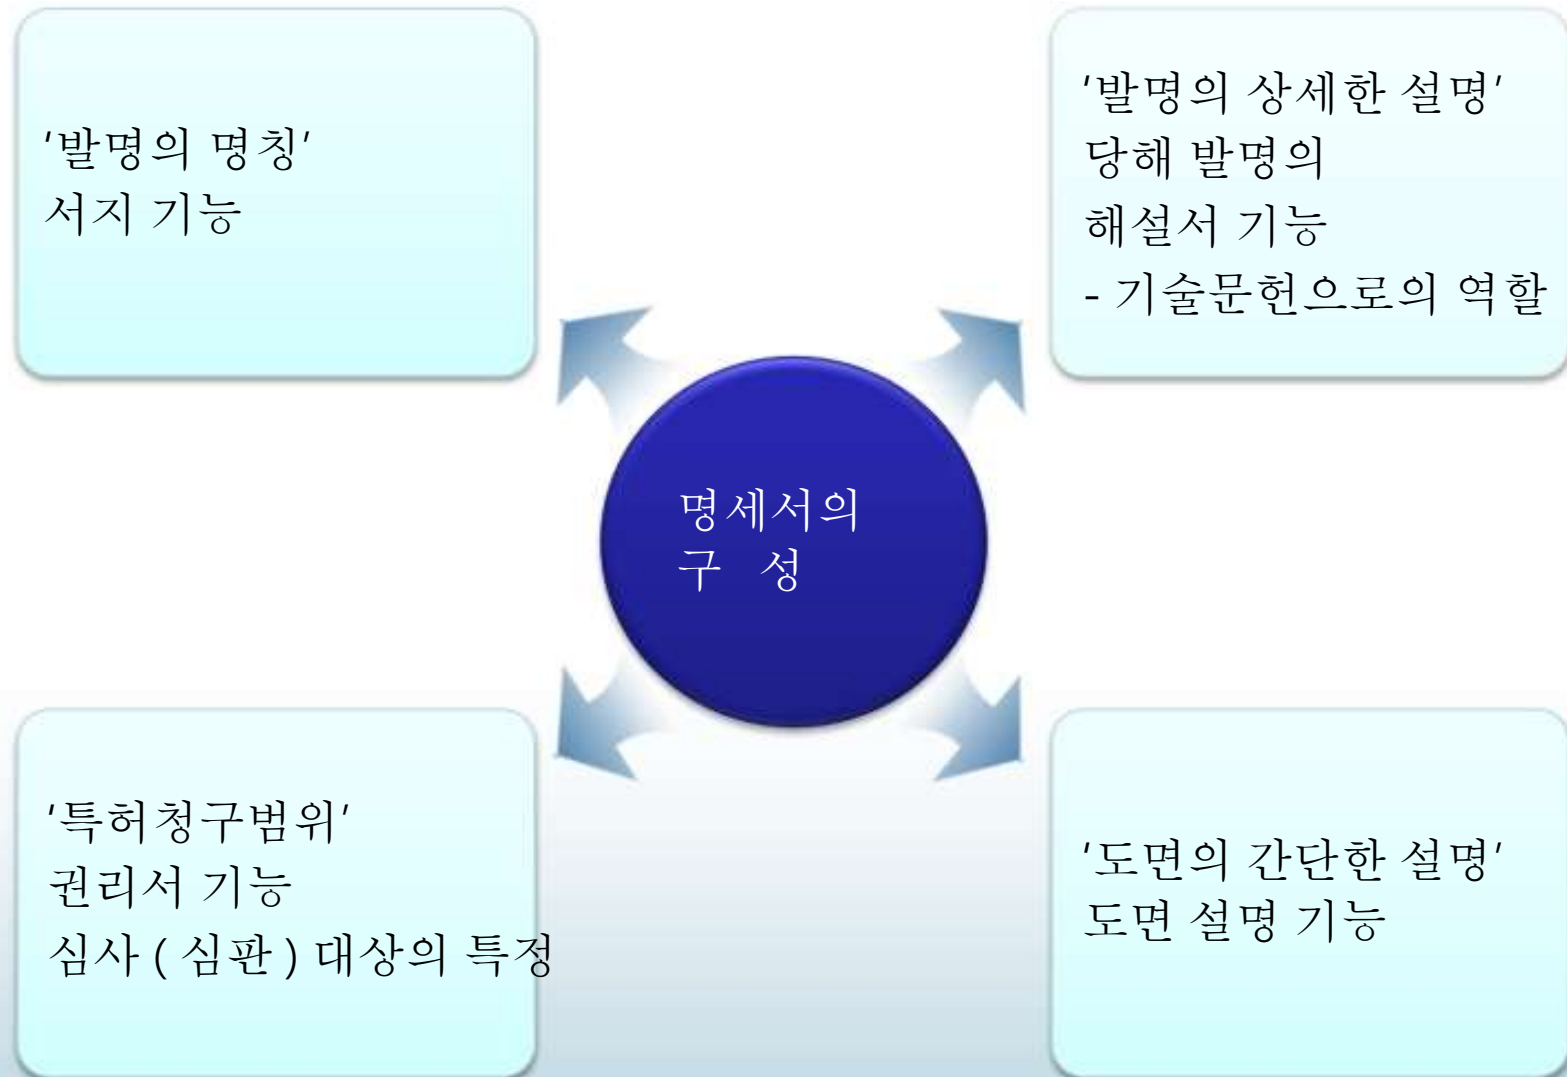 '발명의 명칭'
서지 기능
'발명의 상세한 설명'
당해 발명의
해설서 기능
- 기술문헌으로의 역할
명세서의
구 성
'특허청구범위'
권리서 기능
심사 ( 심판 ) 대상의 특정
'도면의 간단한 설명'
도면 설명 기능